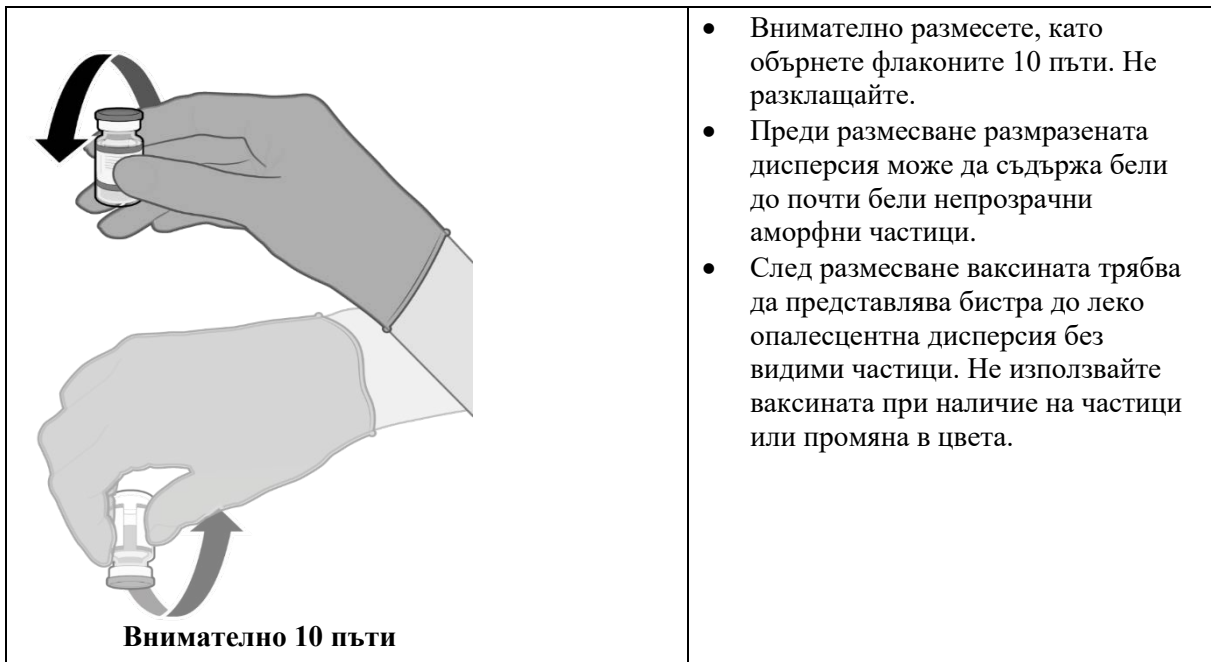 Внимателно 10 пъти
• Внимателно размесете, като
обърнете флаконите 10 пъти. Не
разклащайте.
• Преди размесване размразената
дисперсия може да съдържа бели
до почти бели непрозрачни
аморфни частици.
• След размесване ваксината трябва
да представлява бистра до леко
опалесцентна дисперсия без
видими частици. Не използвайте
ваксината при наличие на частици
или промяна в цвета.